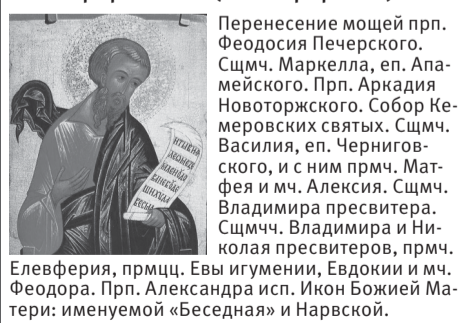 Перенесение мощей прп.
Феодосия Печерского.
Сщмч. Маркелла, еп. Апа-
мейского. Прп. Аркадия
Новоторжского. Собор Ке-
меровских святых. Сщмч.
Василия, еп. Чернигов-
ского, и с ним прмч. Мат-
фея и мч. Алексия. Сщмч.
Владимира пресвитера.
Сщмчч. Владимира и Ни-
колая пресвитеров, прмч.
Елевферия, прмцц. Евы игумении, Евдокии и мч.
Феодора. Прп. Александра исп. Икон Божией Ма-
тери: именуемой «Беседная» и Нарвской.